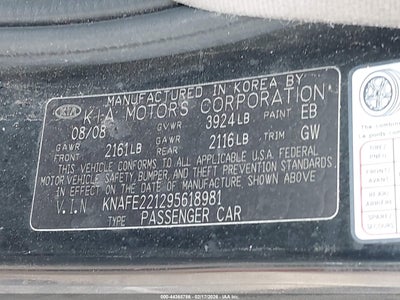 MANUFACTURED IN KOREA BY
KIA KIA MOTORS CORPORATION
08/08 GVWR 3924LB PAINT EB
GAWR FRONT 2161LB GAWR REAR 2116LB TRIM GW
THIS VEHICLE CONFORMS TO ALL APPLICABLE U.S.A. FEDERAL
MOTOR VEHICLE SAFETY, BUMPER, AND THEFT PREVENTION STANDARDS
IN EFFECT ON THE DATE OF MANUFACTURE SHOWN ABOVE.
V.I.N KNAFE221295618981
TYPE PASSENGER CAR